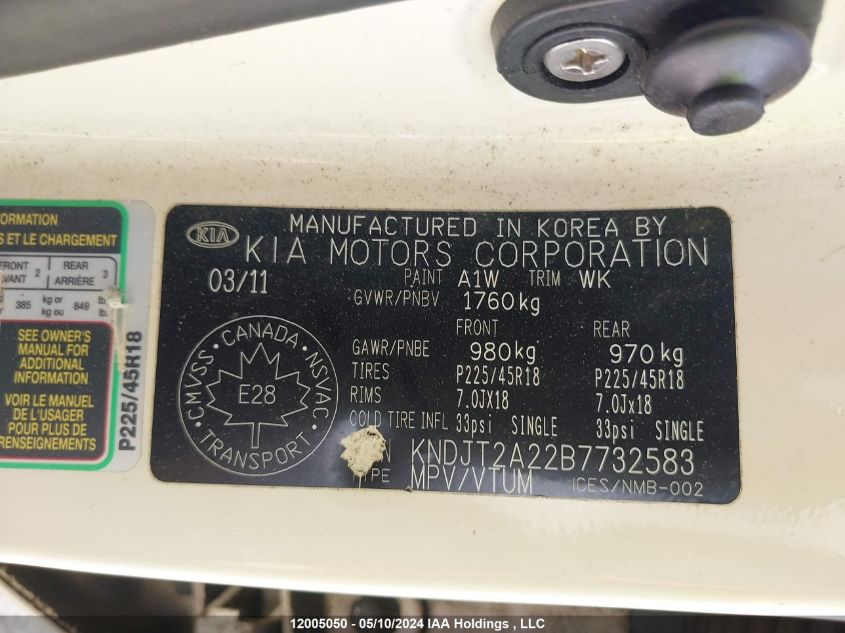 ORMATION
S ET LE CHARGEMENT
FRONT 2 REAR 3
VANT ARRIÈRE
385 kg or 849 lb.
kg ou lb.
SEE OWNER'S
MANUAL FOR
ADDITIONAL
INFORMATION
VOIR LE MANUEL
DE L'USAGER
POUR PLUS DE
RENSEIGNEMENTS
P225/45R18
KIA
MANUFACTURED IN KOREA BY
KIA MOTORS CORPORATION
03/11 PAINT A1W TRIM WK
GVWR/PNBV 1760kg
FRONT REAR
GAWR/PNBE 980kg 970kg
TIRES P225/45R18 P225/45R18
RIMS 7.0JX18 7.0Jx18
COLD TIRE INFL 33psi SINGLE 33psi SINGLE
N KNDJT2A22B7732583
YPE MPV/VTUM ICES/NMB-002
CMVSS CANADA NSVAC TRANSPORT
E28
12005050 - 05/10/2024 IAA Holdings , LLC